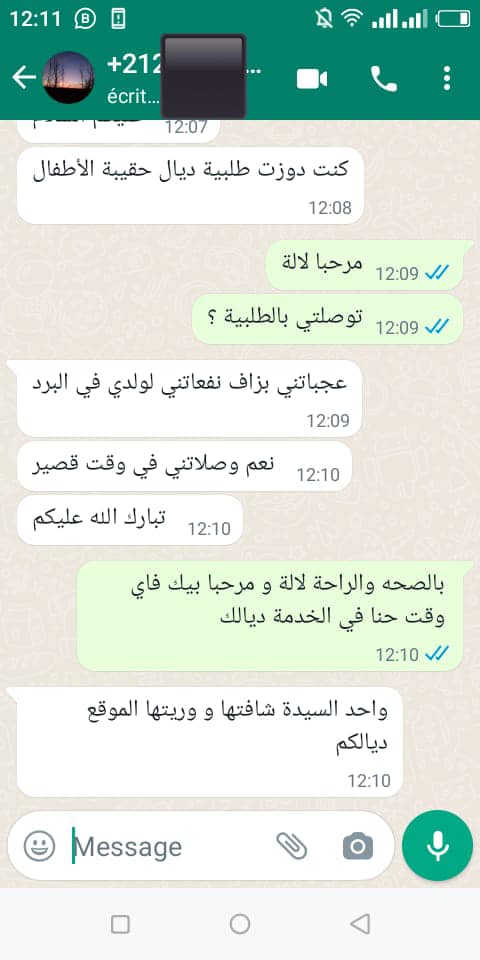 12:11
+212 ...
écrit...
12:07
كنت دوزت طلبية ديال حقيبة الأطفال
12:08
مرحبا لالة
12:09
توصلتي بالطلبية ؟
12:09
عجباتني بزاف نفعاتني لولدي في البرد
12:09
نعم وصلاتني في وقت قصير
12:10
تبارك الله عليكم
12:10
بالصحه والراحة لالة و مرحبا بيك فاي
وقت حنا في الخدمة ديالك
12:10
واحد السيدة شافتها و وريتها الموقع
ديالكم
12:10
Message